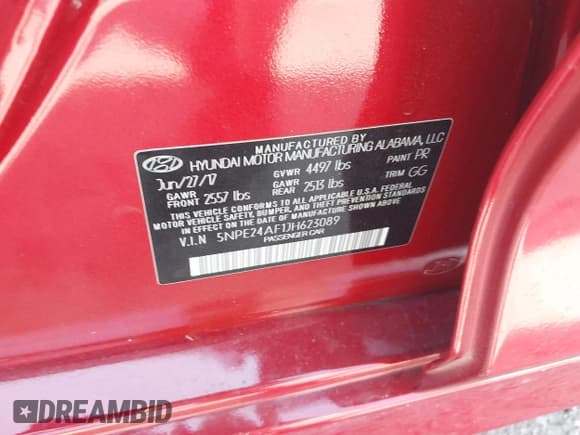 MANUFACTURED BY
HYUNDAI MOTOR MANUFACTURING ALABAMA, LLC
Jun/27/17 GVWR 4497 lbs PAINT PR
GAWR FRONT 2557 lbs GAWR REAR 2513 lbs TRIM GG
THIS VEHICLE CONFORMS TO ALL APPLICABLE U.S.A. FEDERAL
MOTOR VEHICLE SAFETY, BUMPER, AND THEFT PREVENTION STANDARDS
IN EFFECT ON THE DATE OF MANUFACTURE SHOWN ABOVE.
V.I.N 5NPE24AF1JH623089
PASSENGER CAR
DREAMBID